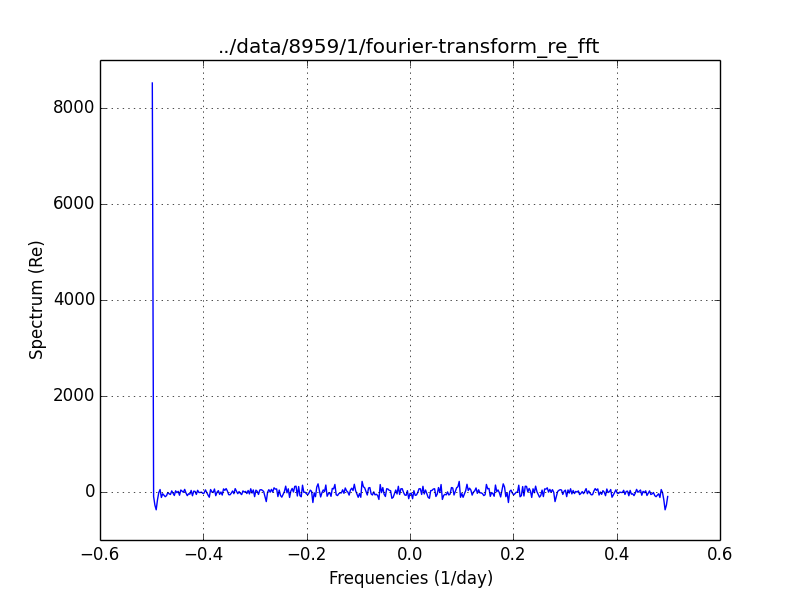 ../data/8959/1/fourier-transform_re_fft
8000
6000
4000
2000
0
Spectrum (Re)
−0.6 −0.4 −0.2 0.0 0.2 0.4 0.6
Frequencies (1/day)